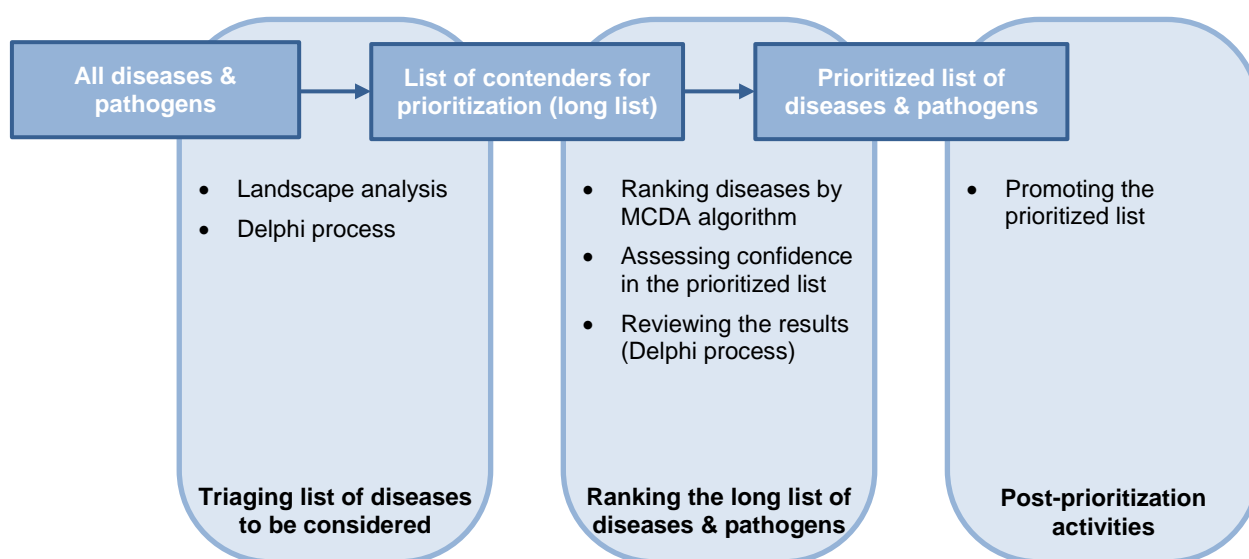 All diseases &
pathogens
List of contenders for
prioritization (long list)
Prioritized list of
diseases & pathogens
• Landscape analysis
• Delphi process
• Ranking diseases by
MCDA algorithm
• Assessing confidence
in the prioritized list
• Reviewing the results
(Delphi process)
• Promoting the
prioritized list
Triaging list of diseases
to be considered
Ranking the long list of
diseases & pathogens
Post-prioritization
activities